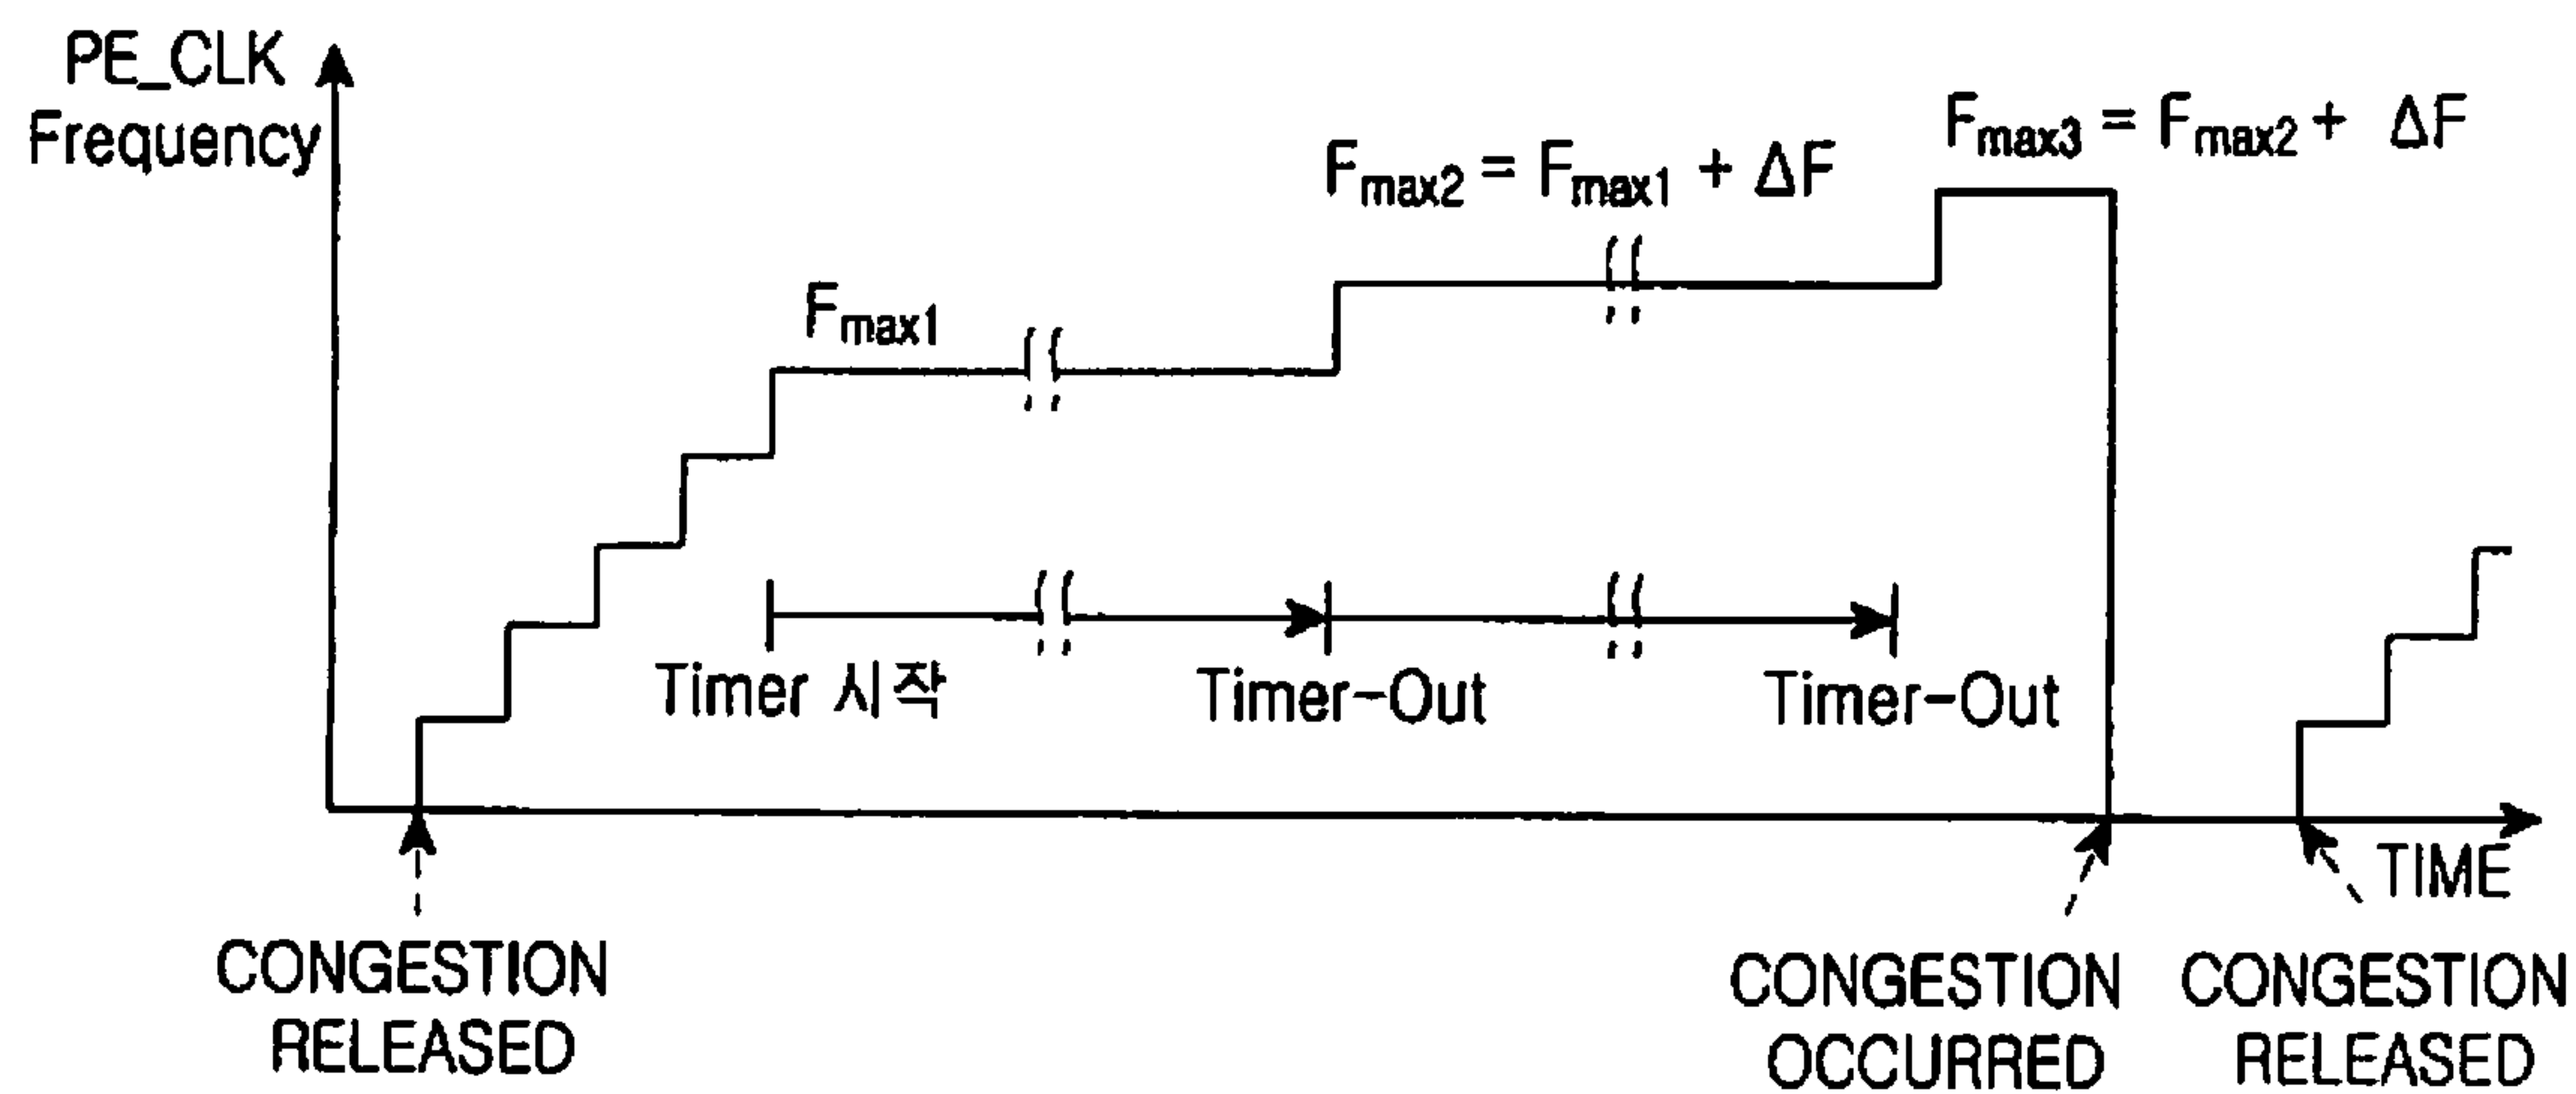 PE_CLK
Frequency
Fmax3 = Fmax2 + ΔF
Fmax2 = Fmax1 + ΔF
Fmax1
Timer 시작
Timer-Out
Timer-Out
TIME
CONGESTION
RELEASED
CONGESTION
OCCURRED
CONGESTION
RELEASED